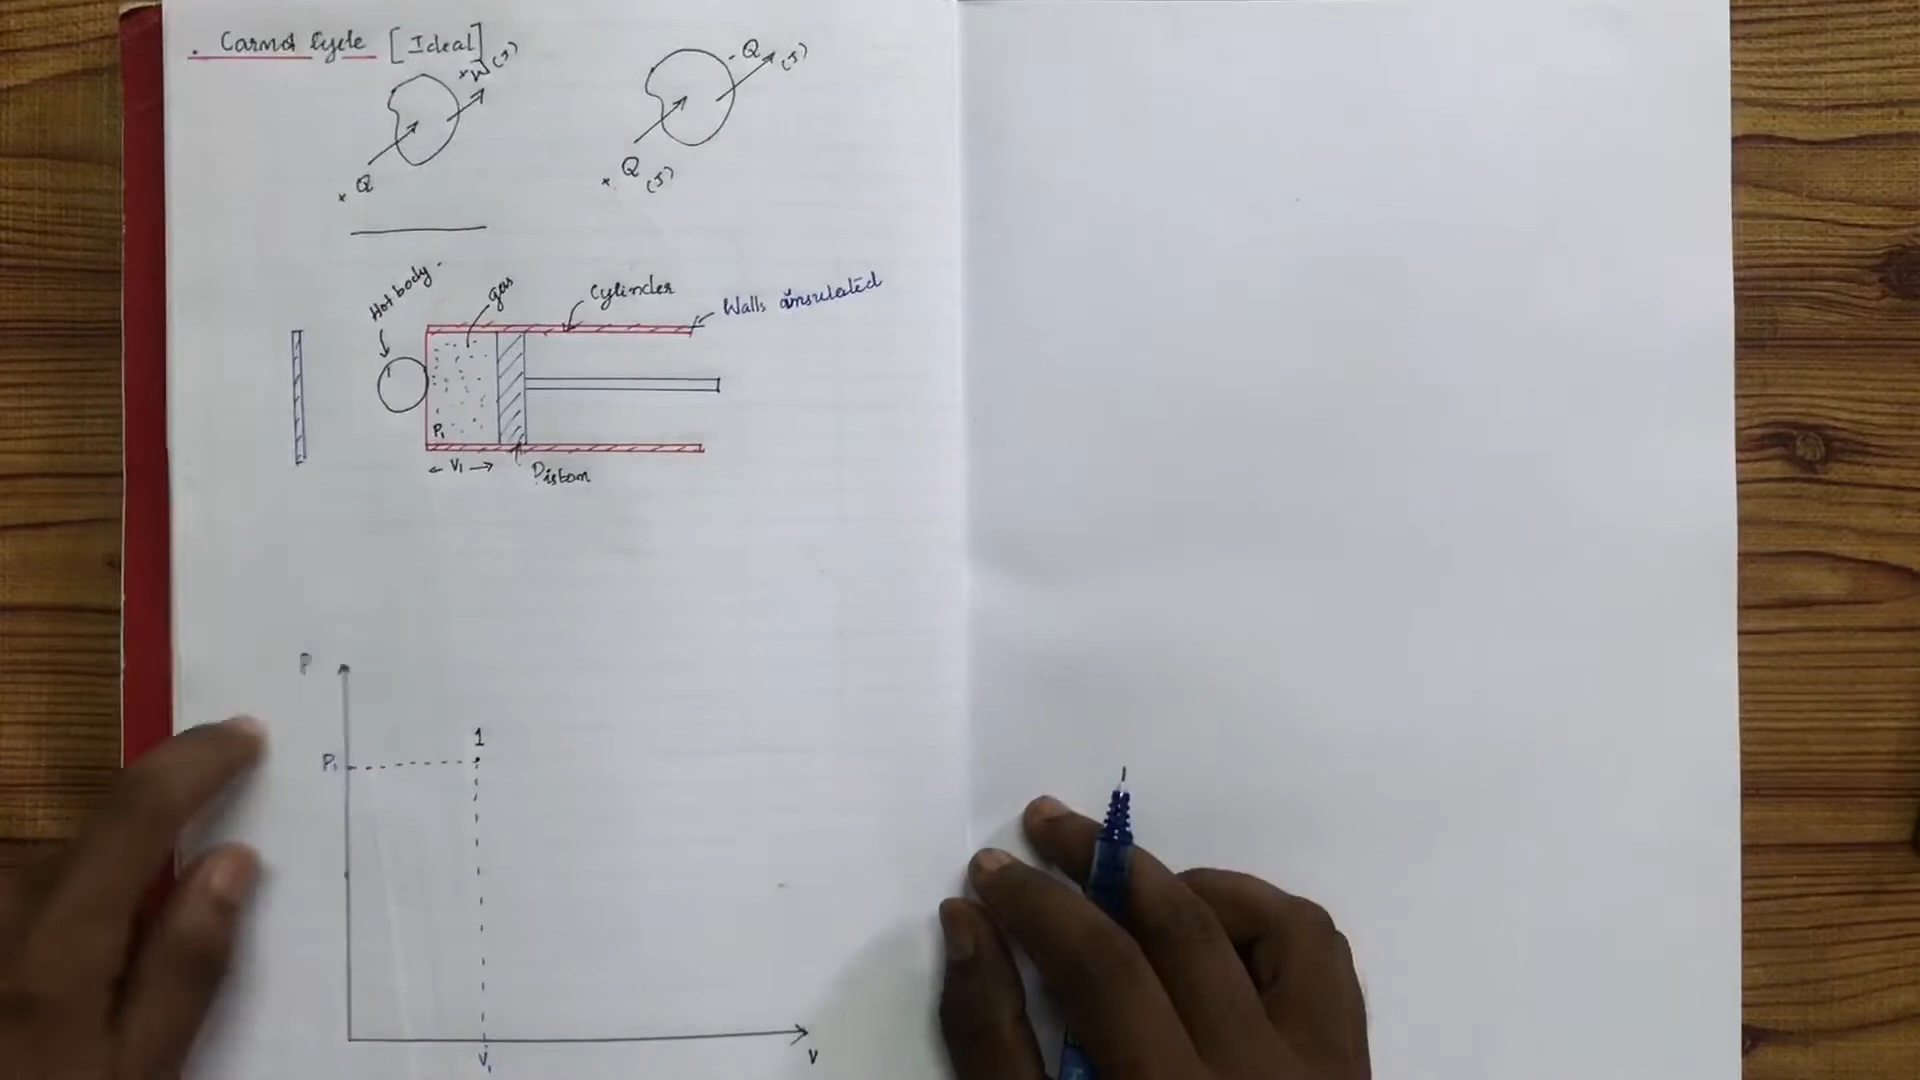 . Carnot Cycle [Ideal]
+ W (J)
+ Q
- Q (J)
+ Q (J)
Hot body.
gas
Cylinder
Walls insulated
P1
← V1 →
Piston
P
1
P1
V1
V